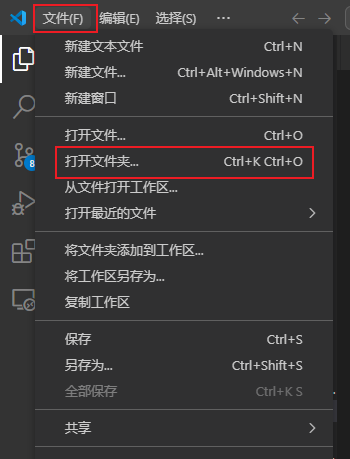 文件(F) 编辑(E) 选择(S) ···
新建文本文件 Ctrl+N
新建文件... Ctrl+Alt+Windows+N
新建窗口 Ctrl+Shift+N
打开文件... Ctrl+O
打开文件夹... Ctrl+K Ctrl+O
从文件打开工作区...
打开最近的文件
将文件夹添加到工作区...
将工作区另存为...
复制工作区
保存 Ctrl+S
另存为... Ctrl+Shift+S
全部保存 Ctrl+K S
共享
8